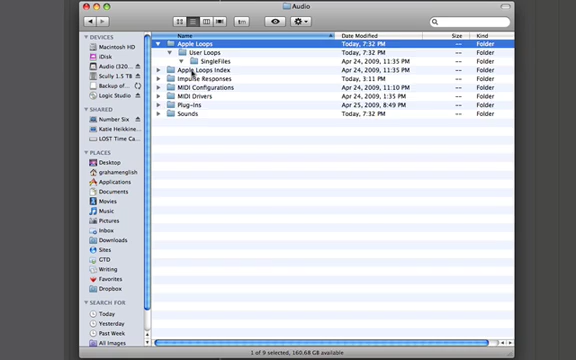 Audio
Name Date Modified Size Kind
DEVICES
Macintosh HD
iDisk
Audio (320...
Scully 1.5 TB
Backup of...
Logic Studio
SHARED
Number Six
Katie Heikkine...
LOST Time Ca...
PLACES
Desktop
grahamenglish
Applications
Documents
Movies
Music
Pictures
Inbox
Downloads
Sites
GTD
Writing
Favorites
Dropbox
SEARCH FOR
Today
Yesterday
Past Week
All Images
Apple Loops Today, 7:32 PM -- Folder
User Loops Today, 7:32 PM -- Folder
SingleFiles Apr 24, 2009, 11:35 PM -- Folder
Apple Loops Index Apr 24, 2009, 11:35 PM -- Folder
Impulse Responses Today, 3:11 PM -- Folder
MIDI Configurations Apr 24, 2009, 11:10 PM -- Folder
MIDI Drivers Apr 24, 2009, 1:35 PM -- Folder
Plug-Ins Apr 25, 2009, 8:49 PM -- Folder
Sounds Today, 7:32 PM -- Folder
1 of 9 selected, 160.68 GB available